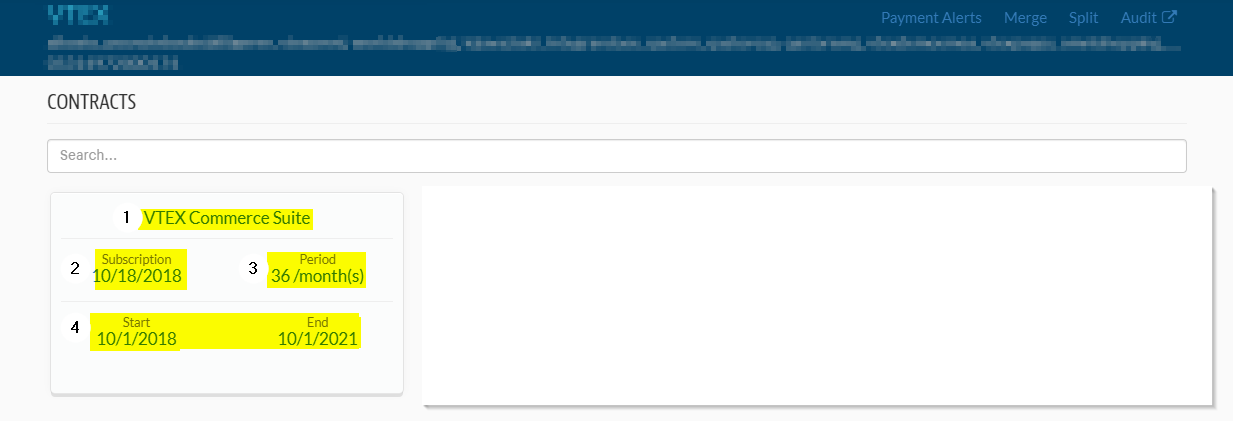 VTEX
Payment Alerts Merge Split Audit
CONTRACTS
Search...
1 VTEX Commerce Suite
2 Subscription 3 Period
10/18/2018 36 /month(s)
4 Start End
10/1/2018 10/1/2021